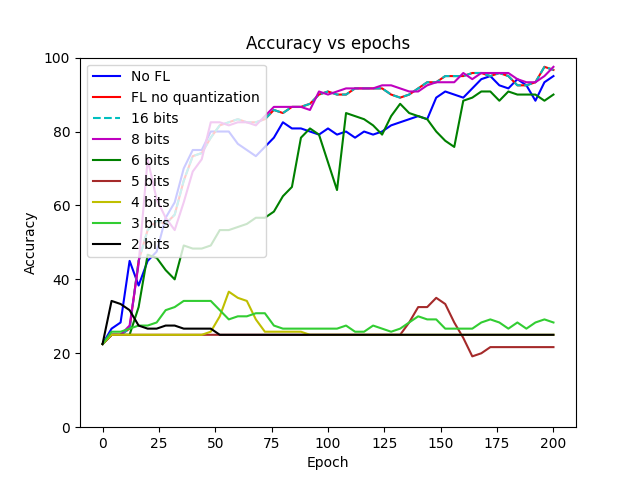 Accuracy vs epochs
100
80
60
40
20
0
Accuracy
No FL
FL no quantization
16 bits
8 bits
6 bits
5 bits
4 bits
3 bits
2 bits
0 25 50 75 100 125 150 175 200
Epoch